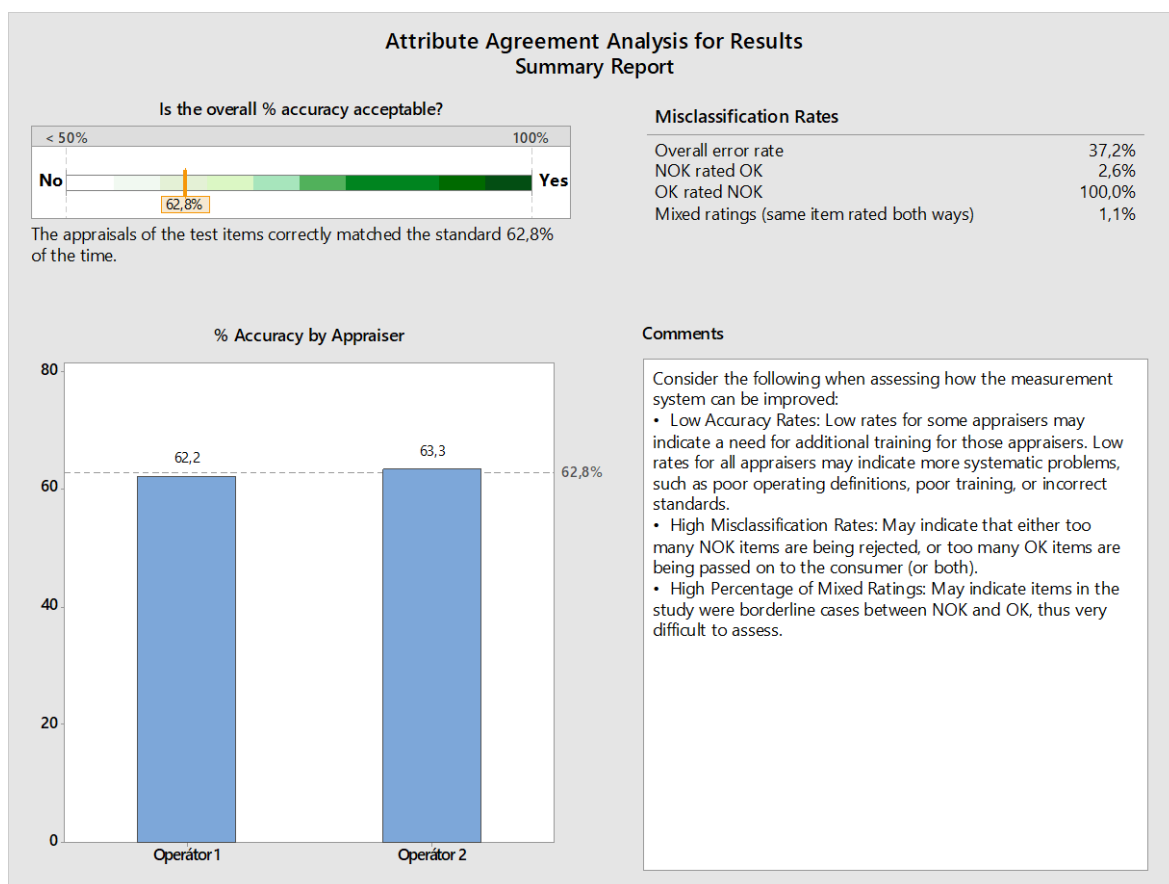 Attribute Agreement Analysis for Results
Summary Report
Is the overall % accuracy acceptable?
< 50%
100%
No
Yes
62,8%
The appraisals of the test items correctly matched the standard 62,8%
of the time.
Misclassification Rates
Overall error rate 37,2%
NOK rated OK 2,6%
OK rated NOK 100,0%
Mixed ratings (same item rated both ways) 1,1%
% Accuracy by Appraiser
80
60
40
20
0
62,2
63,3
62,8%
Operátor 1
Operátor 2
Comments
Consider the following when assessing how the measurement
system can be improved:
• Low Accuracy Rates: Low rates for some appraisers may
indicate a need for additional training for those appraisers. Low
rates for all appraisers may indicate more systematic problems,
such as poor operating definitions, poor training, or incorrect
standards.
• High Misclassification Rates: May indicate that either too
many NOK items are being rejected, or too many OK items are
being passed on to the consumer (or both).
• High Percentage of Mixed Ratings: May indicate items in the
study were borderline cases between NOK and OK, thus very
difficult to assess.